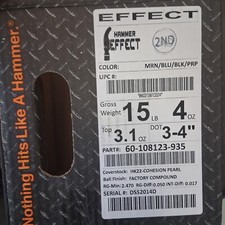 EFFECT
HAMMER
EFFECT
2ND
COLOR: MRN/BLU/BLK/PRP
UPC #:
Gross
Weight 15 LB 4 OZ
TOP 3.1 OZ DOT 3-4"
PART#: 60-108123-935
Coverstock: HK22-COHESION PEARL
Ball Finish: FACTORY COMPOUND
RG-Min: 2.470 RG-Diff: 0.050 INT-Diff: 0.017
SERIAL #: DSS2014D
Nothing Hits Like A Hammer.